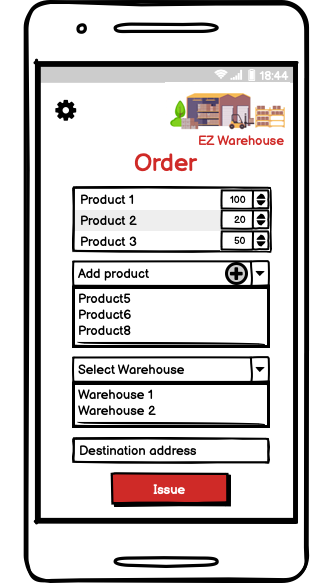 18:44
EZ Warehouse
Order
Product 1 100
Product 2 20
Product 3 50
Add product
Product5
Product6
Product8
Select Warehouse
Warehouse 1
Warehouse 2
Destination address
Issue